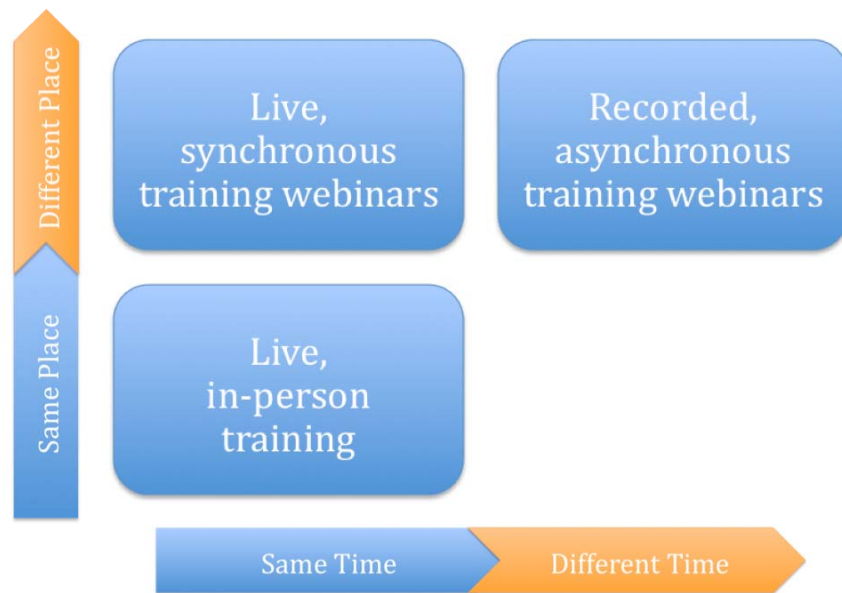 Different Place
Live,
synchronous
training webinars
Recorded,
asynchronous
training webinars
Same Place
Live,
in-person
training
Same Time
Different Time